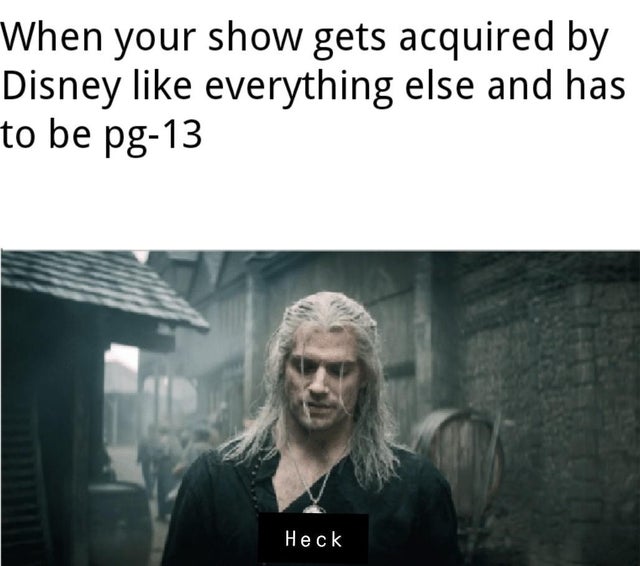 When your show gets acquired by
Disney like everything else and has
to be pg-13
Heck